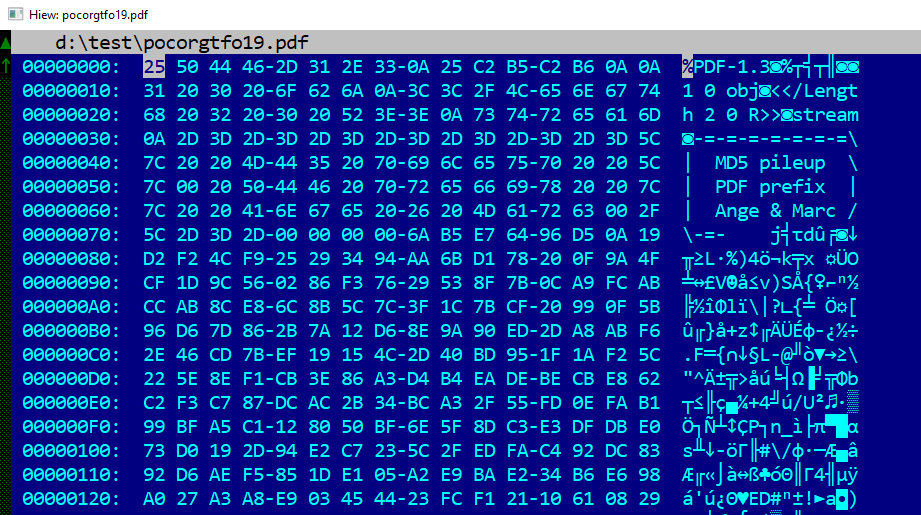 Hiew: pocorgtfo19.pdf
d:\test\pocorgtfo19.pdf
00000000: 25 50 44 46-2D 31 2E 33-0A 25 C2 B5-C2 B6 0A 0A %PDF-1.3◙%┬╡┬╢◙◙
00000010: 31 20 30 20-6F 62 6A 0A-3C 3C 2F 4C-65 6E 67 74 1 0 obj◙<</Lengt
00000020: 68 20 32 20-30 20 52 3E-3E 0A 73 74-72 65 61 6D h 2 0 R>>◙stream
00000030: 0A 2D 3D 2D-3D 2D 3D 2D-3D 2D 3D 2D-3D 2D 3D 5C ◙-=-=-=-=-=-=-=\
00000040: 7C 20 20 4D-44 35 20 70-69 6C 65 75-70 20 20 5C |  MD5 pileup  \
00000050: 7C 00 20 50-44 46 20 70-72 65 66 69-78 20 20 7C |  PDF prefix  |
00000060: 7C 20 20 41-6E 67 65 20-26 20 4D 61-72 63 00 2F |  Ange & Marc /
00000070: 5C 2D 3D 2D-00 00 00 00-6A B5 E7 64-96 D5 0A 19 \-=-    j╡τdû╒◙↓
00000080: D2 F2 4C F9-25 29 34 94-AA 6B D1 78-20 0F 9A 4F ╥≥L∙%)4ö¬k╤x ☼ÜO
00000090: CF 1D 9C 56-02 86 F3 76-29 53 8F 7B-0C A9 FC AB ╧↔£V☻å≤v)SÅ{♀⌐ⁿ½
000000A0: CC AB 8C E8-6C 8B 5C 7C-3F 1C 7B CF-20 99 0F 5B ╠½îΦlï\|?∟{╧ Ö☼[
000000B0: 96 D6 7D 86-2B 7A 12 D6-8E 9A 90 ED-2D A8 AB F6 û╓}å+z↕╓ÄÜÉφ-¿½÷
000000C0: 2E 46 CD 7B-EF 19 15 4C-2D 40 BD 95-1F 1A F2 5C .F═{∩↓§L-@╜ò▼→≥\
000000D0: 22 5E 8E F1-CB 3E 86 A3-D4 B4 EA DE-BE CB E8 62 "^Ä±╦>åú╘┤Ω▐╛╦Φb
000000E0: C2 F3 C7 87-DC AC 2B 34-BC A3 2F 55-FD 0E FA B1 ┬≤╟ç▄¼+4╝ú/U²♫·▒
000000F0: 99 BF A5 C1-12 80 50 BF-6E 5F 8D C3-E3 DF DB E0 Ö┐Ñ┴↕ÇP┐n_ì├π▀█α
00000100: 73 D0 19 2D-94 E2 C7 23-5C 2F ED FA-C4 92 DC 83 s╨↓-öΓ╟#\/φ·─Æ▄â
00000110: 92 D6 AE F5-85 1D E1 05-A2 E9 BA E2-34 B6 E6 98 Æ╓«⌡à↔ß♣óΘ║Γ4╢µÿ
00000120: A0 27 A3 A8-E9 03 45 44-23 FC F1 21-10 61 08 29 á'ú¿Θ♥ED#ⁿ±!►a◘)